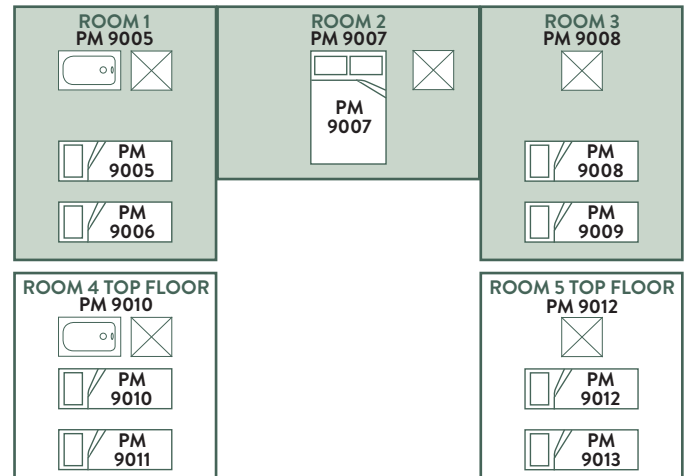 ROOM 1
PM 9005
PM
9005
PM
9006
ROOM 2
PM 9007
PM
9007
ROOM 3
PM 9008
PM
9008
PM
9009
ROOM 4 TOP FLOOR
PM 9010
PM
9010
PM
9011
ROOM 5 TOP FLOOR
PM 9012
PM
9012
PM
9013